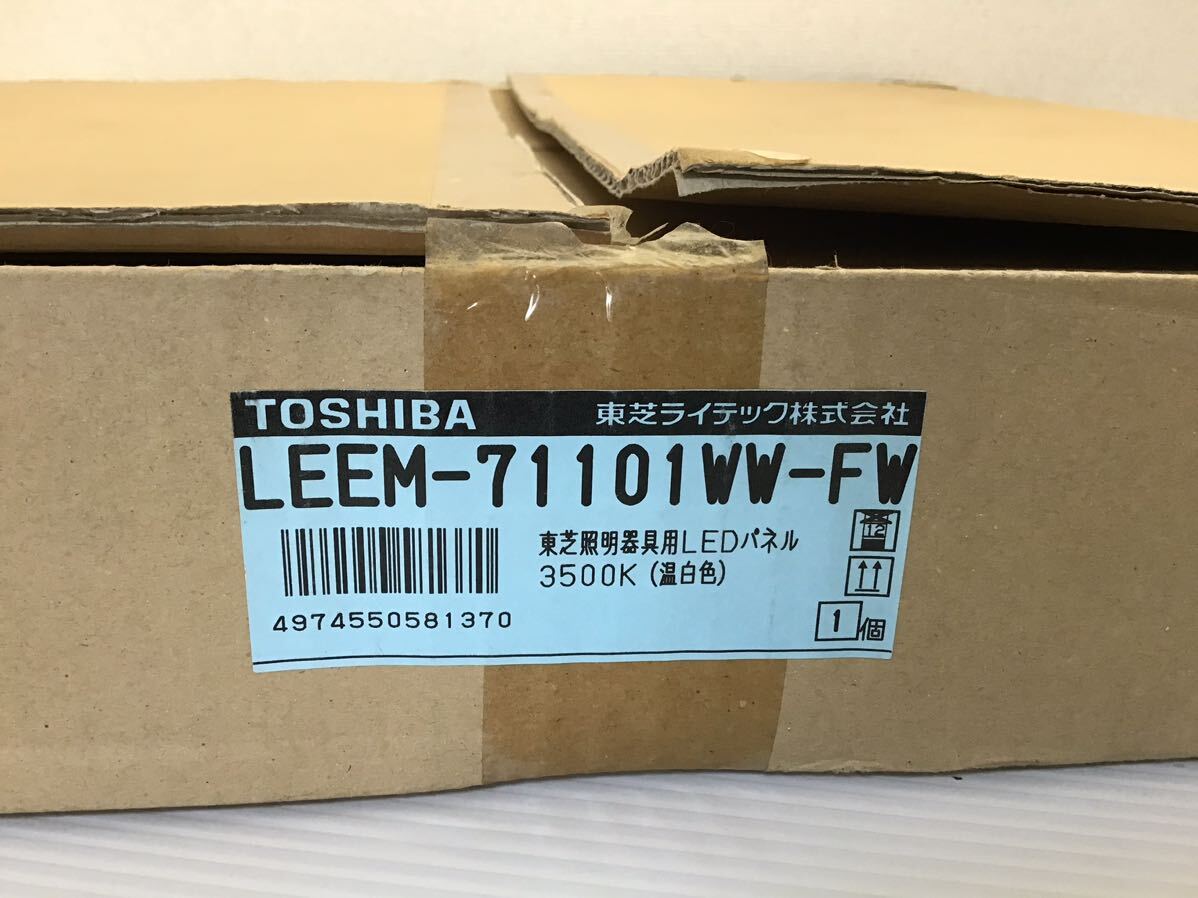 TOSHIBA 東芝ライテック株式会社
LEEM-71101WW-FW
東芝照明器具用LEDパネル
3500K (温白色)
4974550581370
12
1個